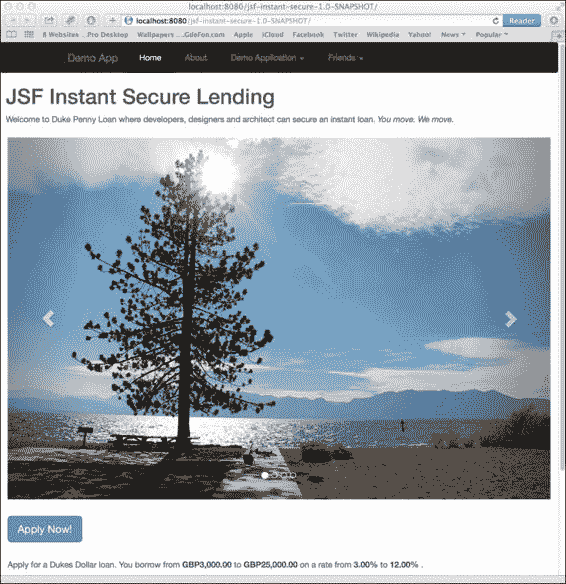 localhost:8080/jsf-instant-secure-1.0-SNAPSHOT/
localhost:8080/jsf-instant-secure-1.0-SNAPSHOT/ Reader
8 Websites ...Pro Desktop Wallpapers ....GdeFon.com Apple iCloud Facebook Twitter Wikipedia Yahoo! News Popular
Demo App Home About Demo Application Friends
JSF Instant Secure Lending
Welcome to Duke Penny Loan where developers, designers and architect can secure an instant loan. You move. We move.
Apply Now!
Apply for a Dukes Dollar loan. You borrow from GBP3,000.00 to GBP25,000.00 on a rate from 3.00% to 12.00% .